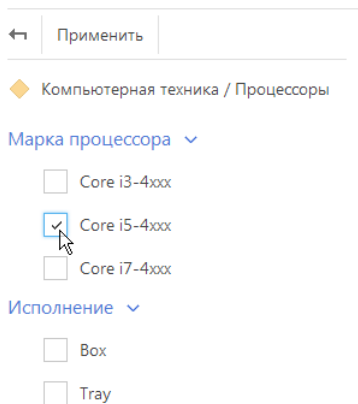 Применить
Компьютерная техника / Процессоры
Марка процессора
Core i3-4xxx
Core i5-4xxx
Core i7-4xxx
Исполнение
Box
Tray